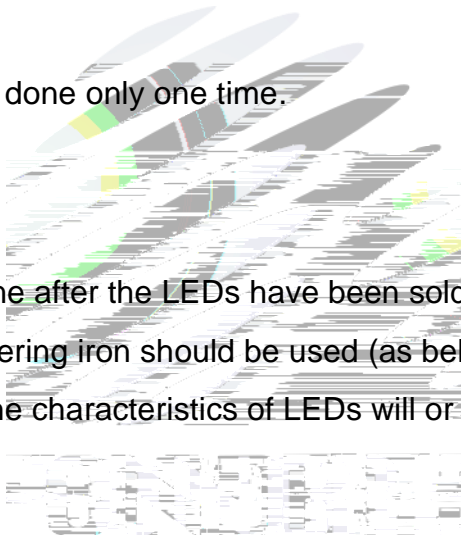 done only one time.
ne after the LEDs have been sold
ering iron should be used (as bel
he characteristics of LEDs will or